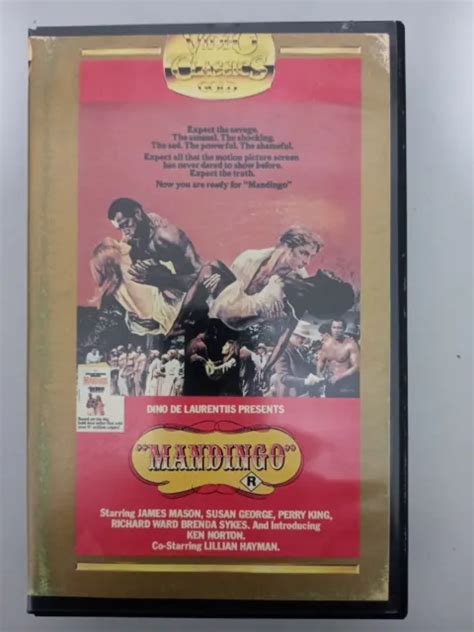 VIDEO
CLASSICS
GOLD
Expect the savage.
The sensual. The shocking.
The sad. The powerful. The shameful.
Expect all that the motion picture screen
has never dared to show before.
Expect the truth.
Now you are ready for "Mandingo"
DINO DE LAURENTIIS PRESENTS
"MANDINGO"
R
Starring JAMES MASON, SUSAN GEORGE, PERRY KING,
RICHARD WARD BRENDA SYKES. And Introducing
KEN NORTON.
Co-Starring LILLIAN HAYMAN.